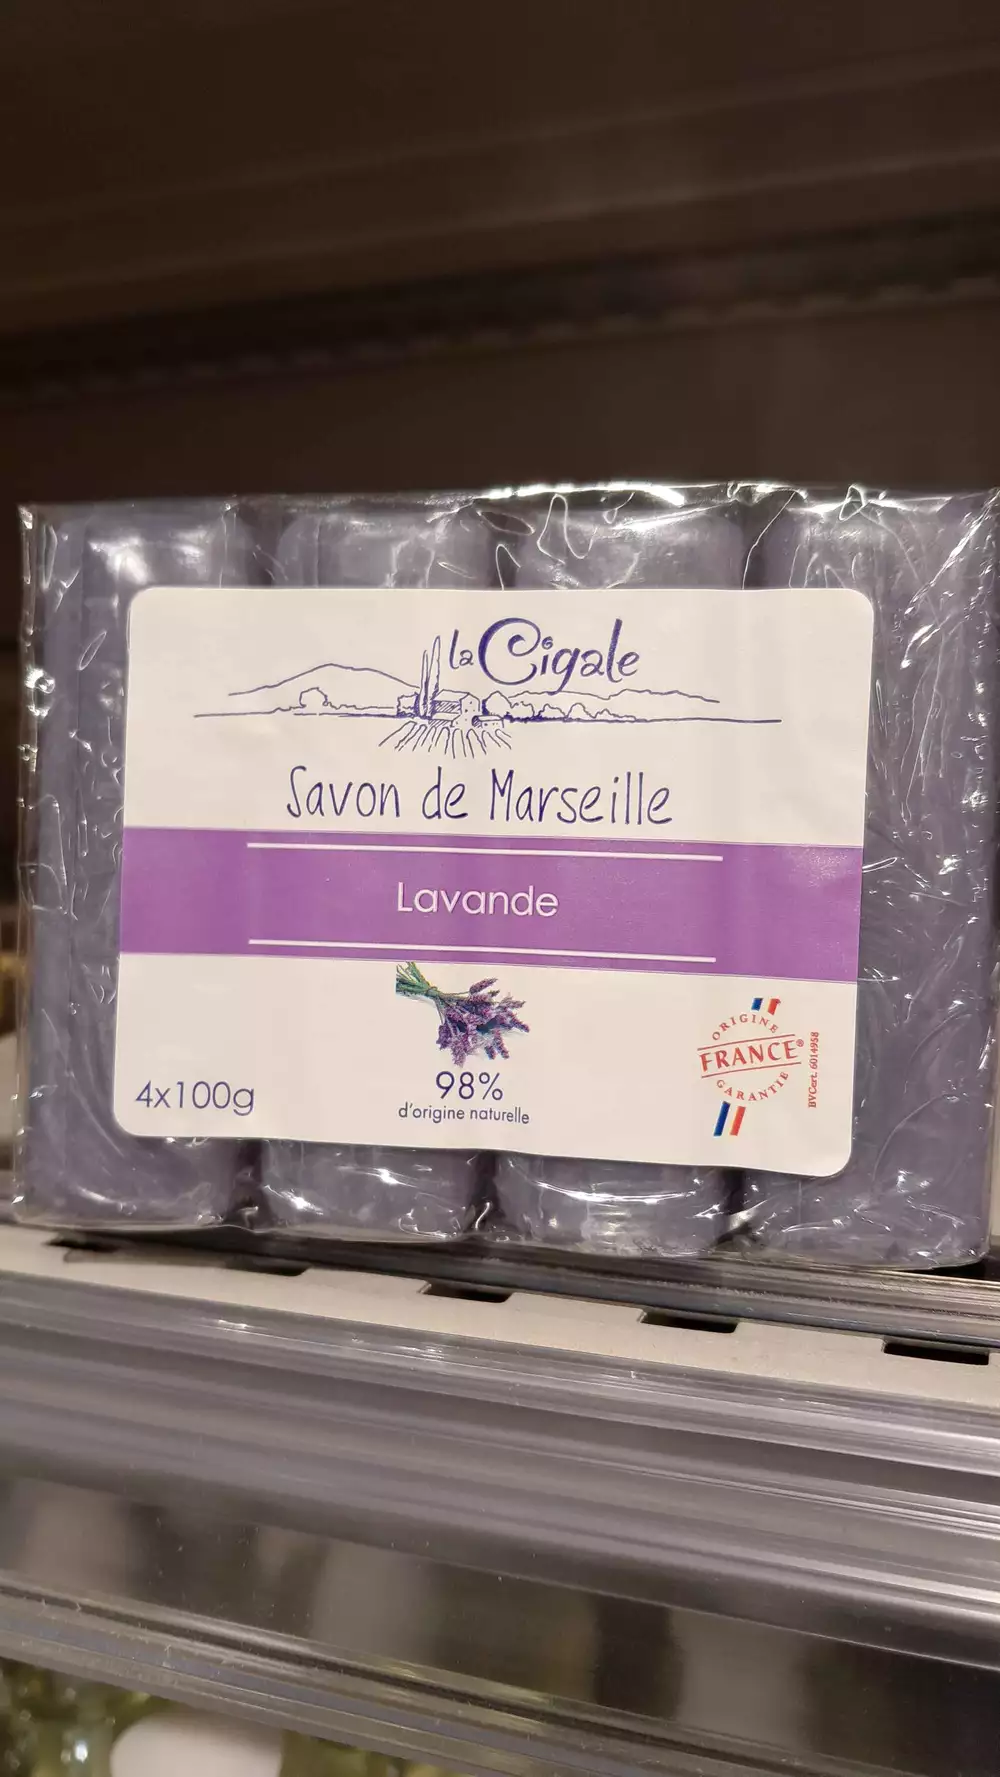 la Cigale
Savon de Marseille
Lavande
98%
d'origine naturelle
4x100g
ORIGINE
FRANCE®
GARANTIE
BVCert. 6014958